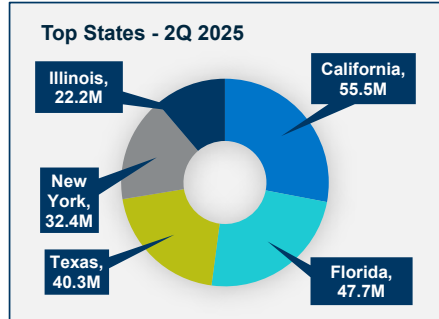 Top States - 2Q 2025
Illinois,
22.2M
California,
55.5M
New
York,
32.4M
Texas,
40.3M
Florida,
47.7M